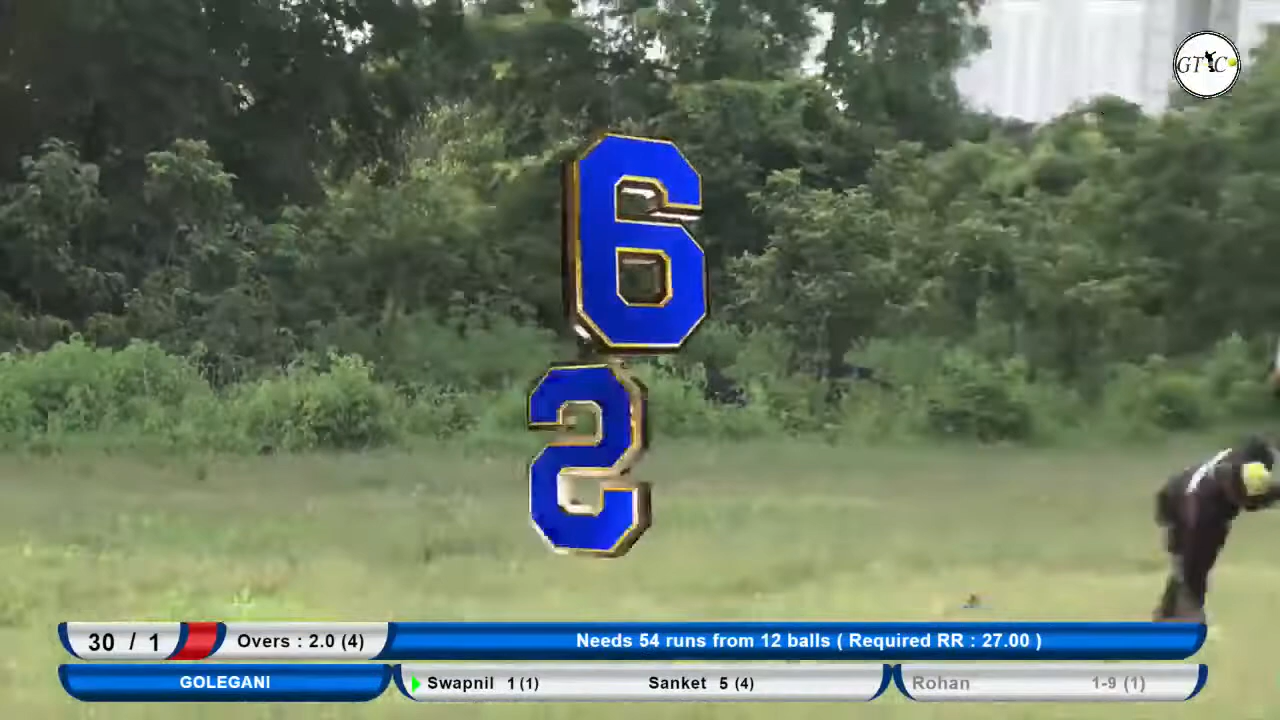 GT C
6
2
30 / 1 Overs : 2.0 (4) Needs 54 runs from 12 balls ( Required RR : 27.00 )
GOLEGANI Swapnil 1 (1) Sanket 5 (4) Rohan 1-9 (1)